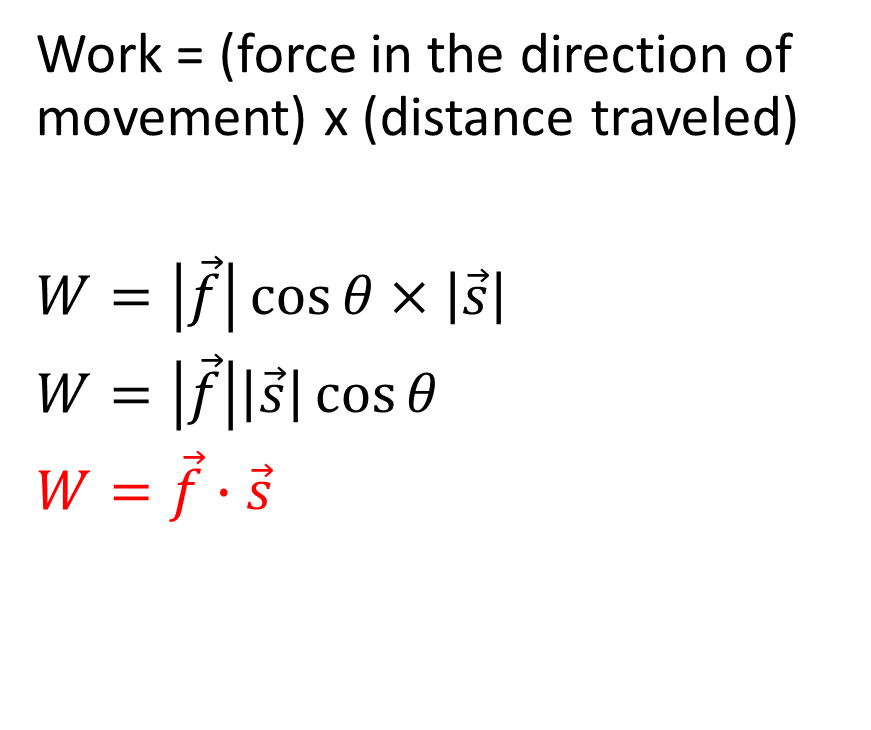 Work = (force in the direction of
movement) x (distance traveled)
𝑊 = |𝑓⃗| cos 𝜃 × |𝑠⃗|
𝑊 = |𝑓⃗||𝑠⃗| cos 𝜃
𝑊 = 𝑓⃗ ⋅ 𝑠⃗